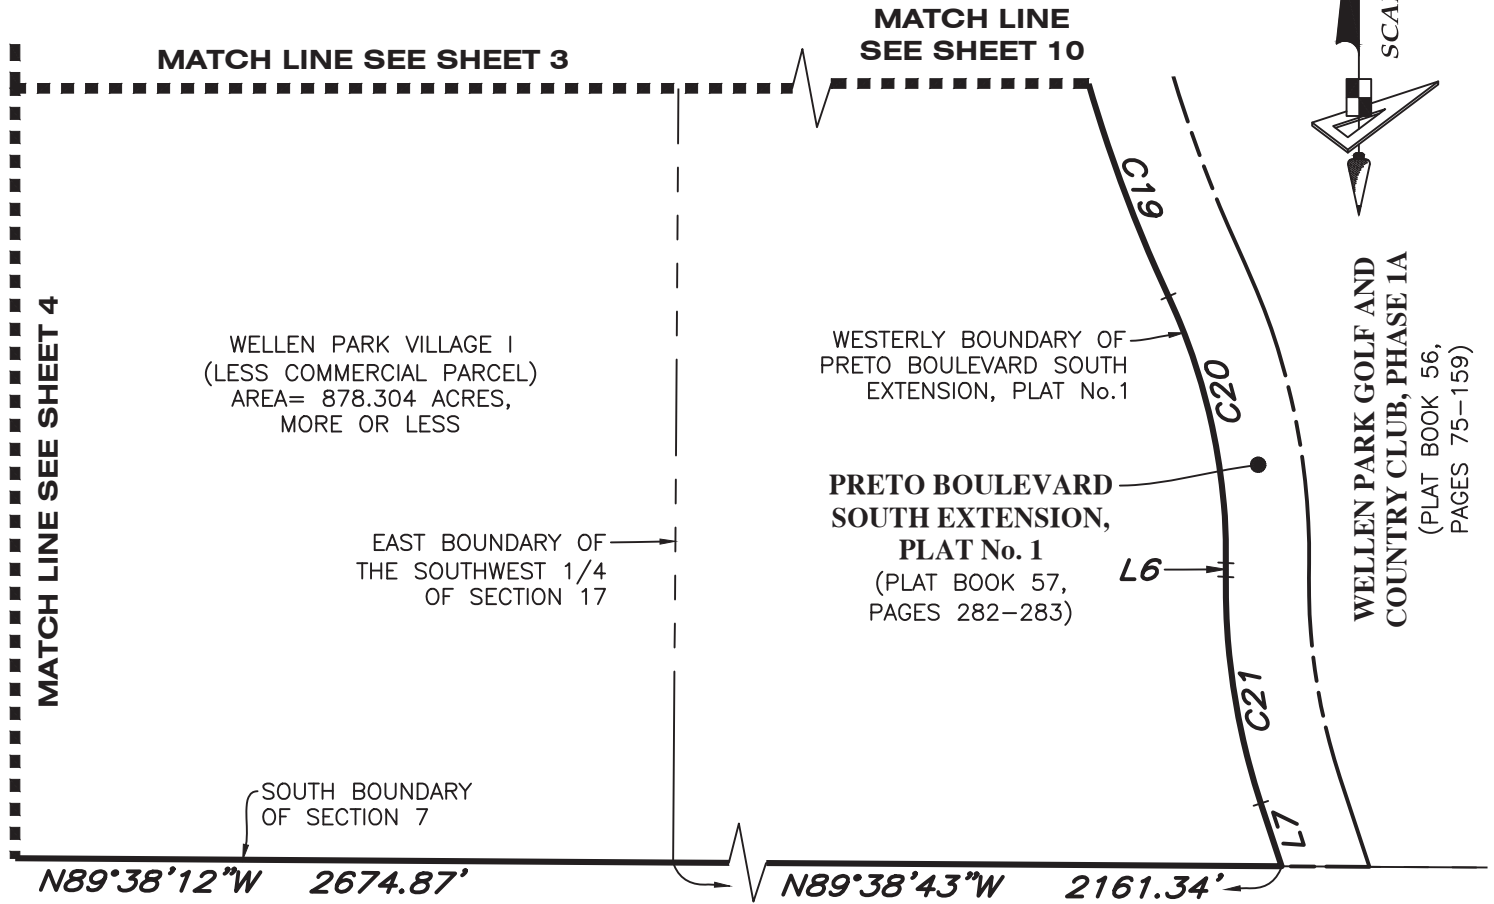 MATCH LINE SEE SHEET 3
MATCH LINE
SEE SHEET 10
MATCH LINE SEE SHEET 4
WELLEN PARK VILLAGE I
(LESS COMMERCIAL PARCEL)
AREA= 878.304 ACRES,
MORE OR LESS
EAST BOUNDARY OF
THE SOUTHWEST 1/4
OF SECTION 17
SOUTH BOUNDARY
OF SECTION 7
N89°38'12"W 2674.87'
C19
WESTERLY BOUNDARY OF
PRETO BOULEVARD SOUTH
EXTENSION, PLAT No.1
C20
PRETO BOULEVARD
SOUTH EXTENSION,
PLAT No. 1
(PLAT BOOK 57,
PAGES 282-283)
L6
C21
L7
N89°38'43"W 2161.34'
WELLEN PARK GOLF AND
COUNTRY CLUB, PHASE 1A
(PLAT BOOK 56,
PAGES 75-159)